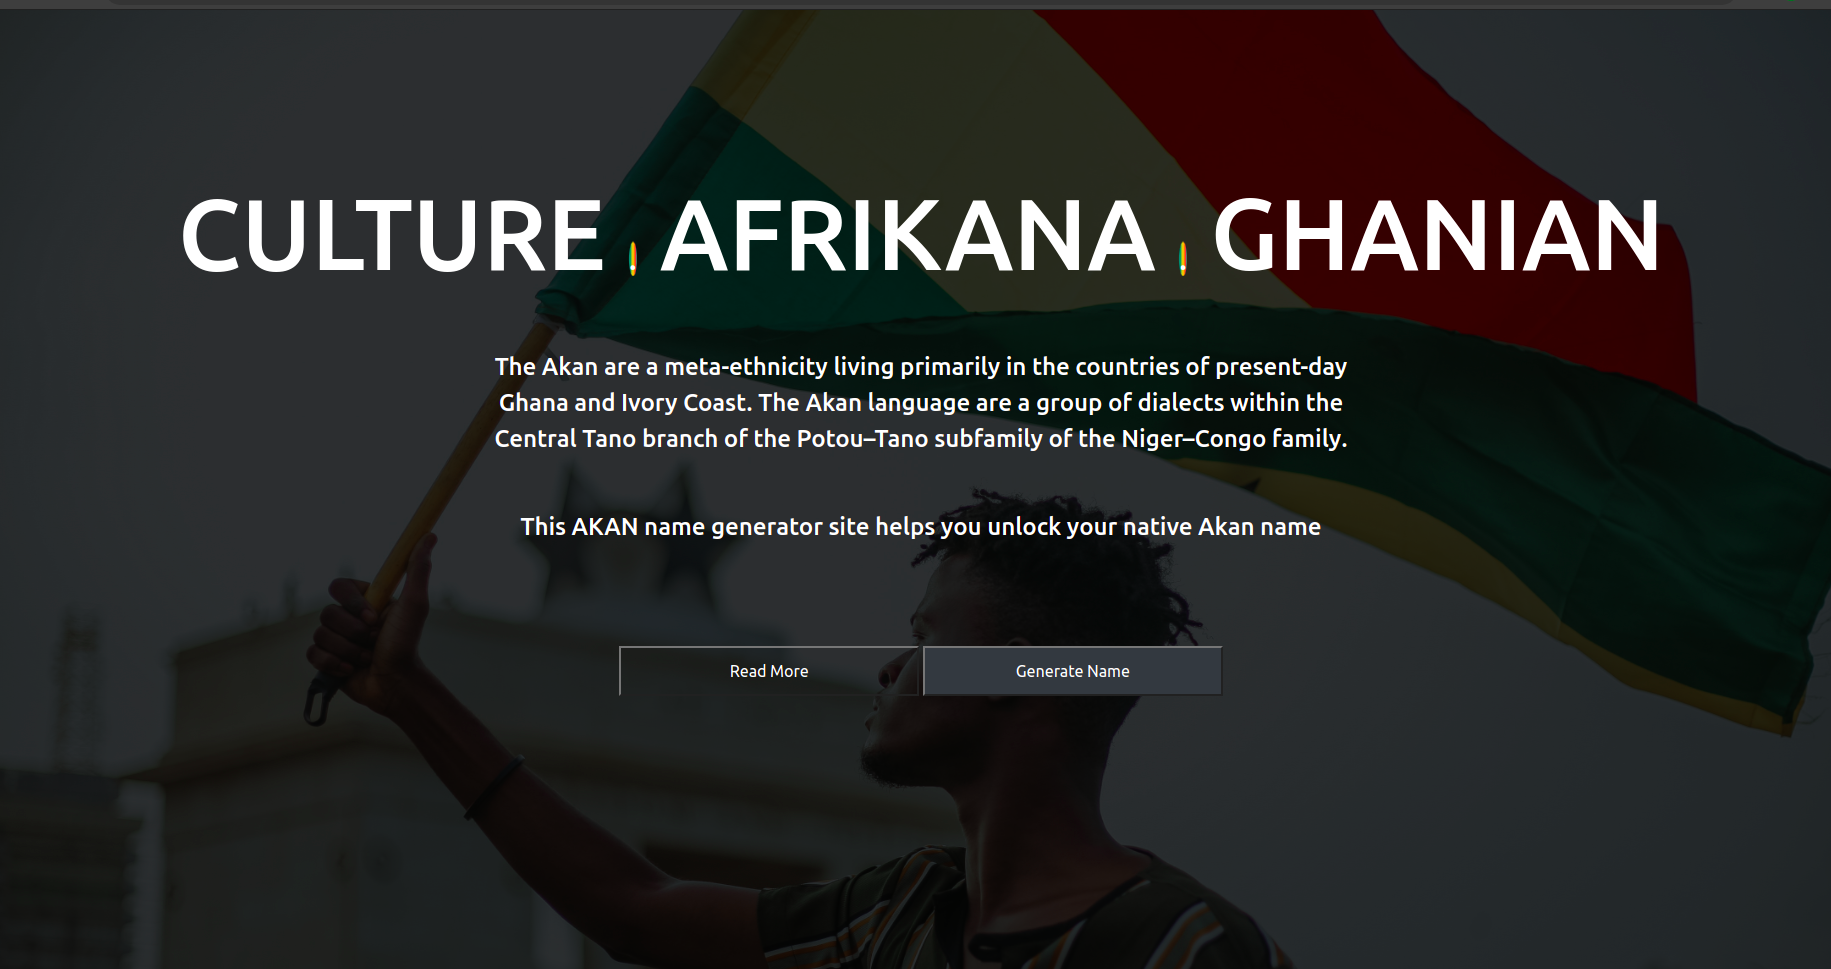 CULTURE . AFRIKANA . GHANIAN
The Akan are a meta-ethnicity living primarily in the countries of present-day
Ghana and Ivory Coast. The Akan language are a group of dialects within the
Central Tano branch of the Potou–Tano subfamily of the Niger–Congo family.
This AKAN name generator site helps you unlock your native Akan name
Read More Generate Name